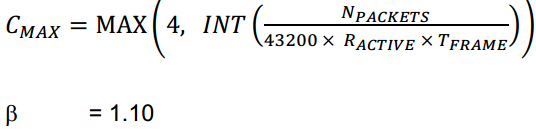 C_MAX = MAX(4, INT(N_PACKETS / (43200 × R_ACTIVE × T_FRAME)))
β = 1.10